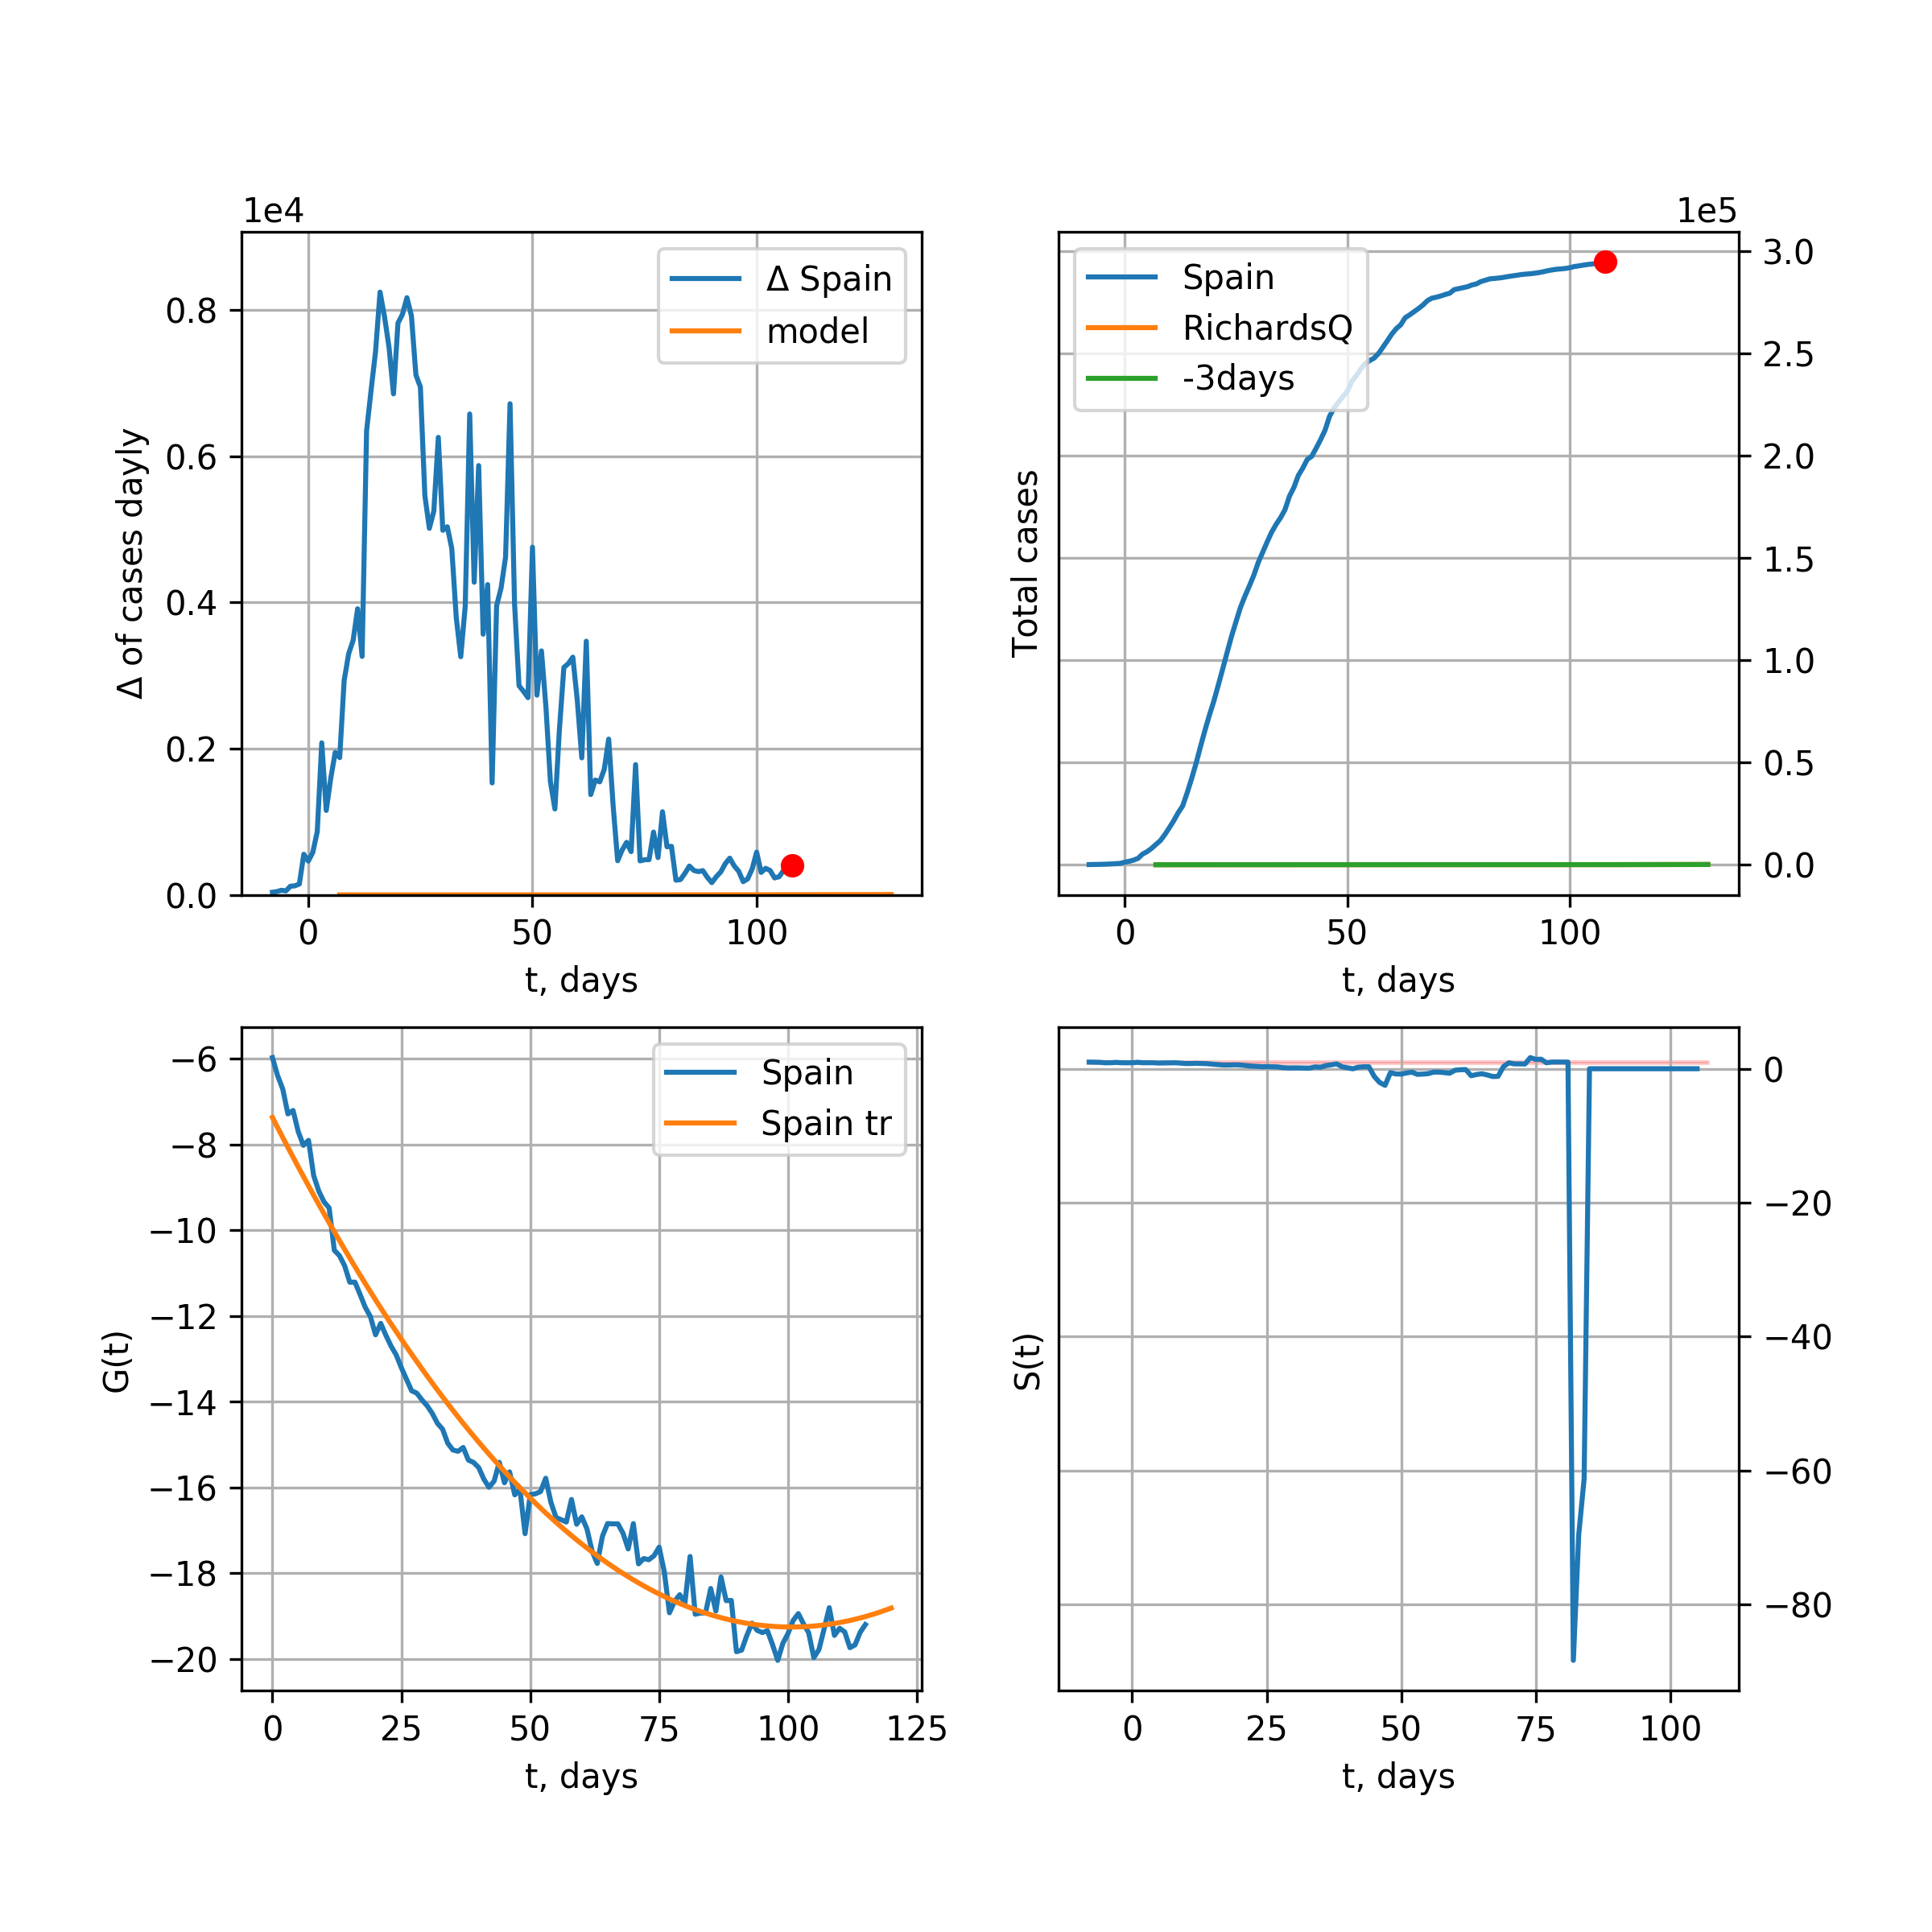 1e4
Δ of cases dayly
0.8
0.6
0.4
0.2
0.0
Δ Spain
model
0 50 100
t, days
1e5
Total cases
Spain
RichardsQ
-3days
3.0
2.5
2.0
1.5
1.0
0.5
0.0
0 50 100
t, days
G(t)
−6
−8
−10
−12
−14
−16
−18
−20
Spain
Spain tr
0 25 50 75 100 125
t, days
S(t)
0
−20
−40
−60
−80
0 25 50 75 100
t, days